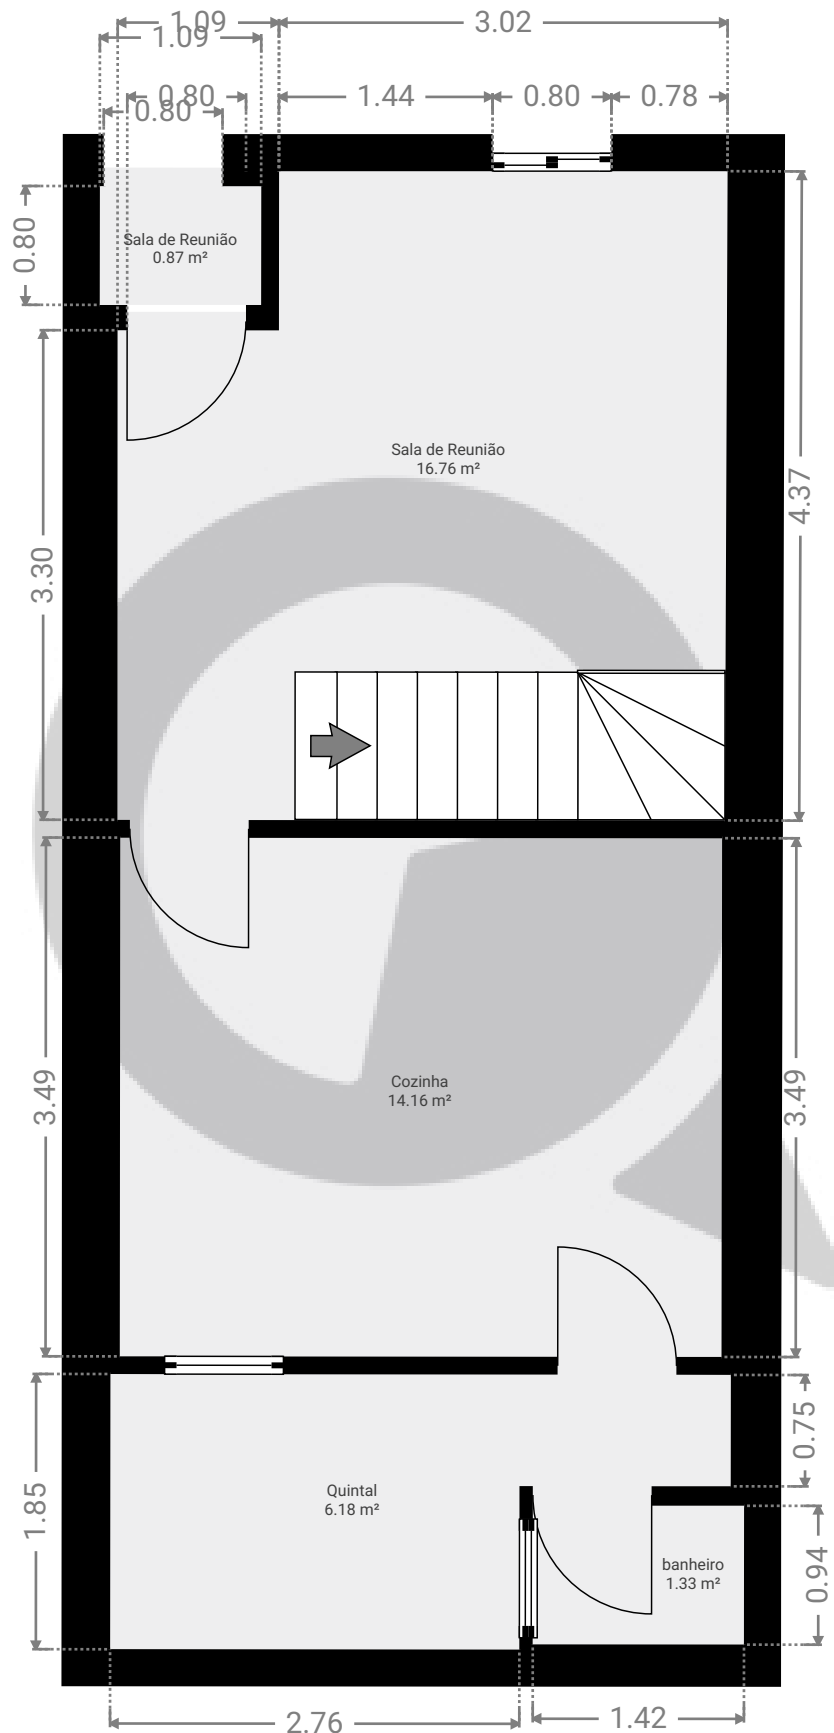 1.09
3.02
1.09
0.80
1.44
0.80
0.78
0.80
0.80
Sala de Reunião
0.87 m²
Sala de Reunião
16.76 m²
4.37
3.30
3.49
3.49
Cozinha
14.16 m²
0.75
Quintal
6.18 m²
1.85
banheiro
1.33 m²
0.94
2.76
1.42